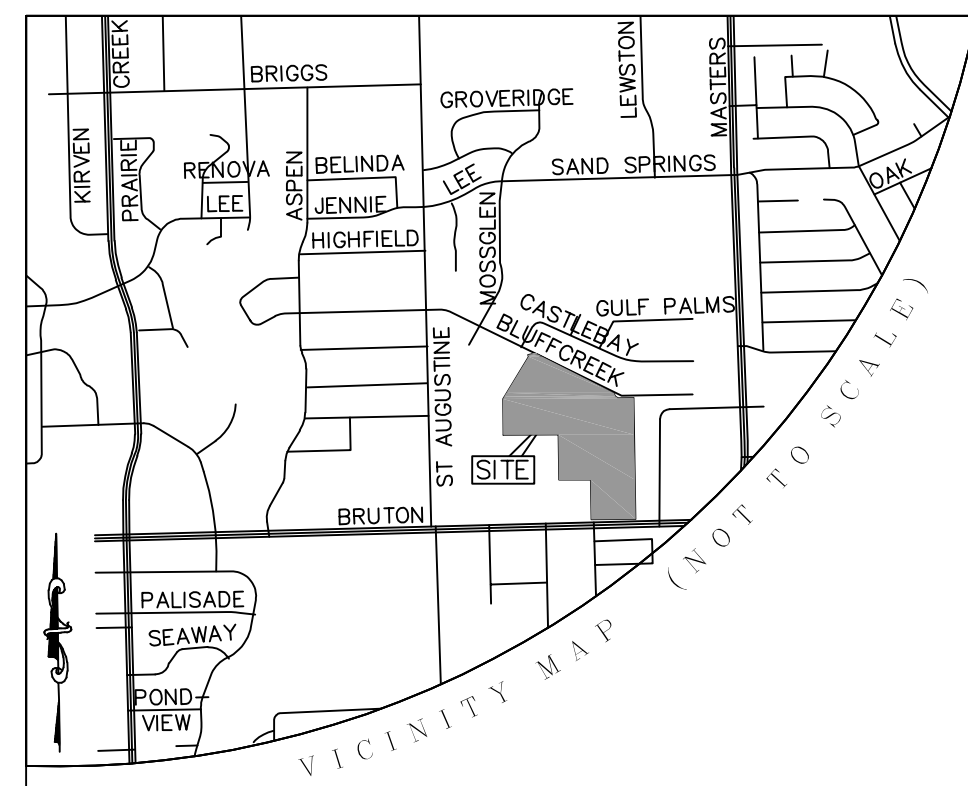 CREEK
LEWSTON
MASTERS
BRIGGS
GROVERIDGE
KIRVEN
PRAIRIE
RENOVA
LEE
ASPEN
BELINDA
JENNIE
LEE
SAND SPRINGS
OAK
HIGHFIELD
MOSSGLEN
CASTLEBAY
GULF PALMS
BLUFFCREEK
ST AUGUSTINE
SITE
BRUTON
PALISADE
SEAWAY
POND
VIEW
VICINITY MAP (NOT TO SCALE)